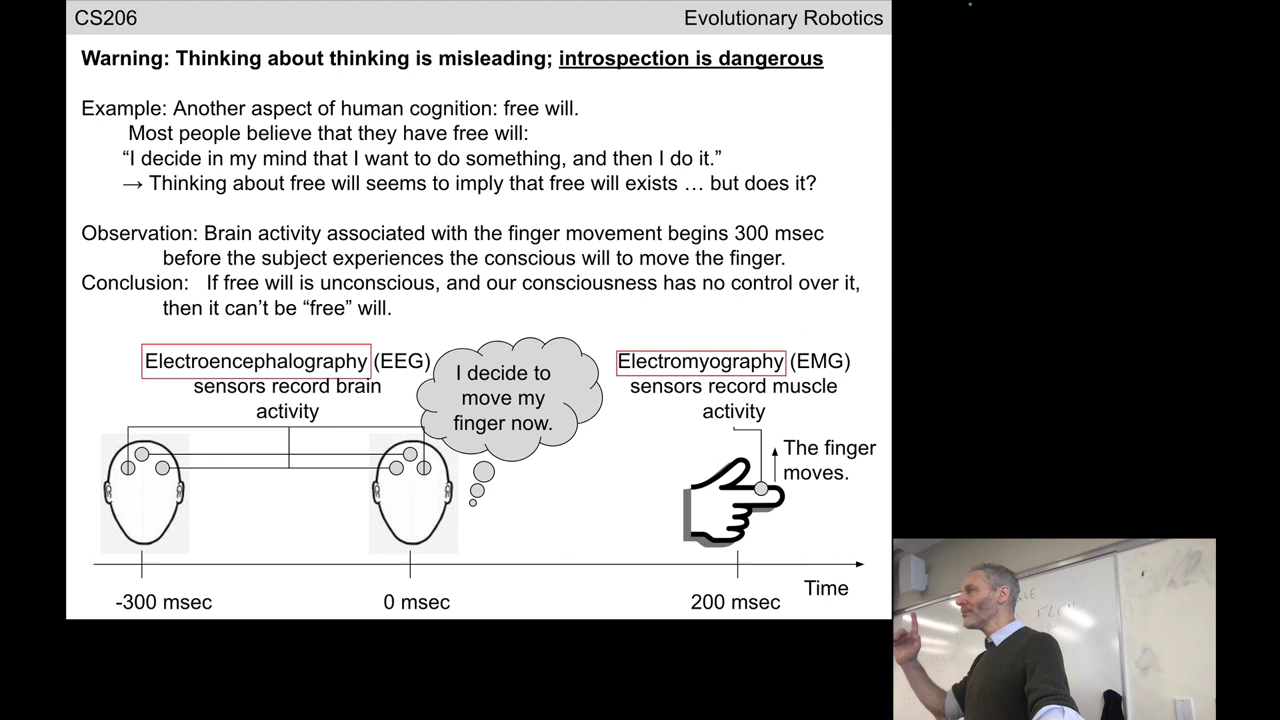 CS206
Evolutionary Robotics
Warning: Thinking about thinking is misleading; introspection is dangerous
Example: Another aspect of human cognition: free will.
Most people believe that they have free will:
“I decide in my mind that I want to do something, and then I do it.”
→ Thinking about free will seems to imply that free will exists … but does it?
Observation: Brain activity associated with the finger movement begins 300 msec
before the subject experiences the conscious will to move the finger.
Conclusion: If free will is unconscious, and our consciousness has no control over it,
then it can’t be “free” will.
Electroencephalography (EEG)
sensors record brain
activity
I decide to
move my
finger now.
Electromyography (EMG)
sensors record muscle
activity
The finger
moves.
Time
-300 msec
0 msec
200 msec